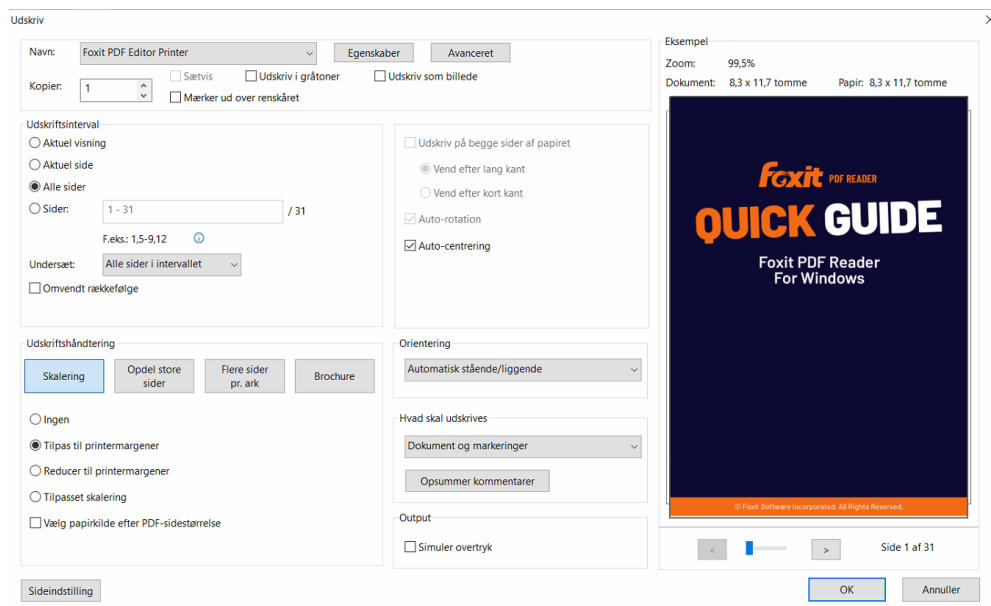 Udskriv
Navn: Foxit PDF Editor Printer Egenskaber Avanceret
Kopier: 1 Sætvis Udskriv i gråtoner Udskriv som billede
Mærker ud over renskåret
Udskriftsinterval
Aktuel visning
Aktuel side
Alle sider
Sider: 1 - 31 / 31
F.eks.: 1,5-9,12
Undersæt: Alle sider i intervallet
Omvendt rækkefølge
Udskriv på begge sider af papiret
Vend efter lang kant
Vend efter kort kant
Auto-rotation
Auto-centrering
Udskriftshåndtering
Skalering Opdel store sider Flere sider pr. ark Brochure
Ingen
Tilpas til printermargener
Reducer til printermargener
Tilpasset skalering
Vælg papirkilde efter PDF-sidestørrelse
Orientering
Automatisk stående/liggende
Hvad skal udskrives
Dokument og markeringer
Opsummer kommentarer
Output
Simuler overtryk
Eksempel
Zoom: 99,5%
Dokument: 8,3 x 11,7 tomme Papir: 8,3 x 11,7 tomme
Foxit PDF READER
QUICK GUIDE
Foxit PDF Reader
For Windows
© Foxit Software Incorporated. All Rights Reserved.
< > Side 1 af 31
Sideindstilling OK Annuller